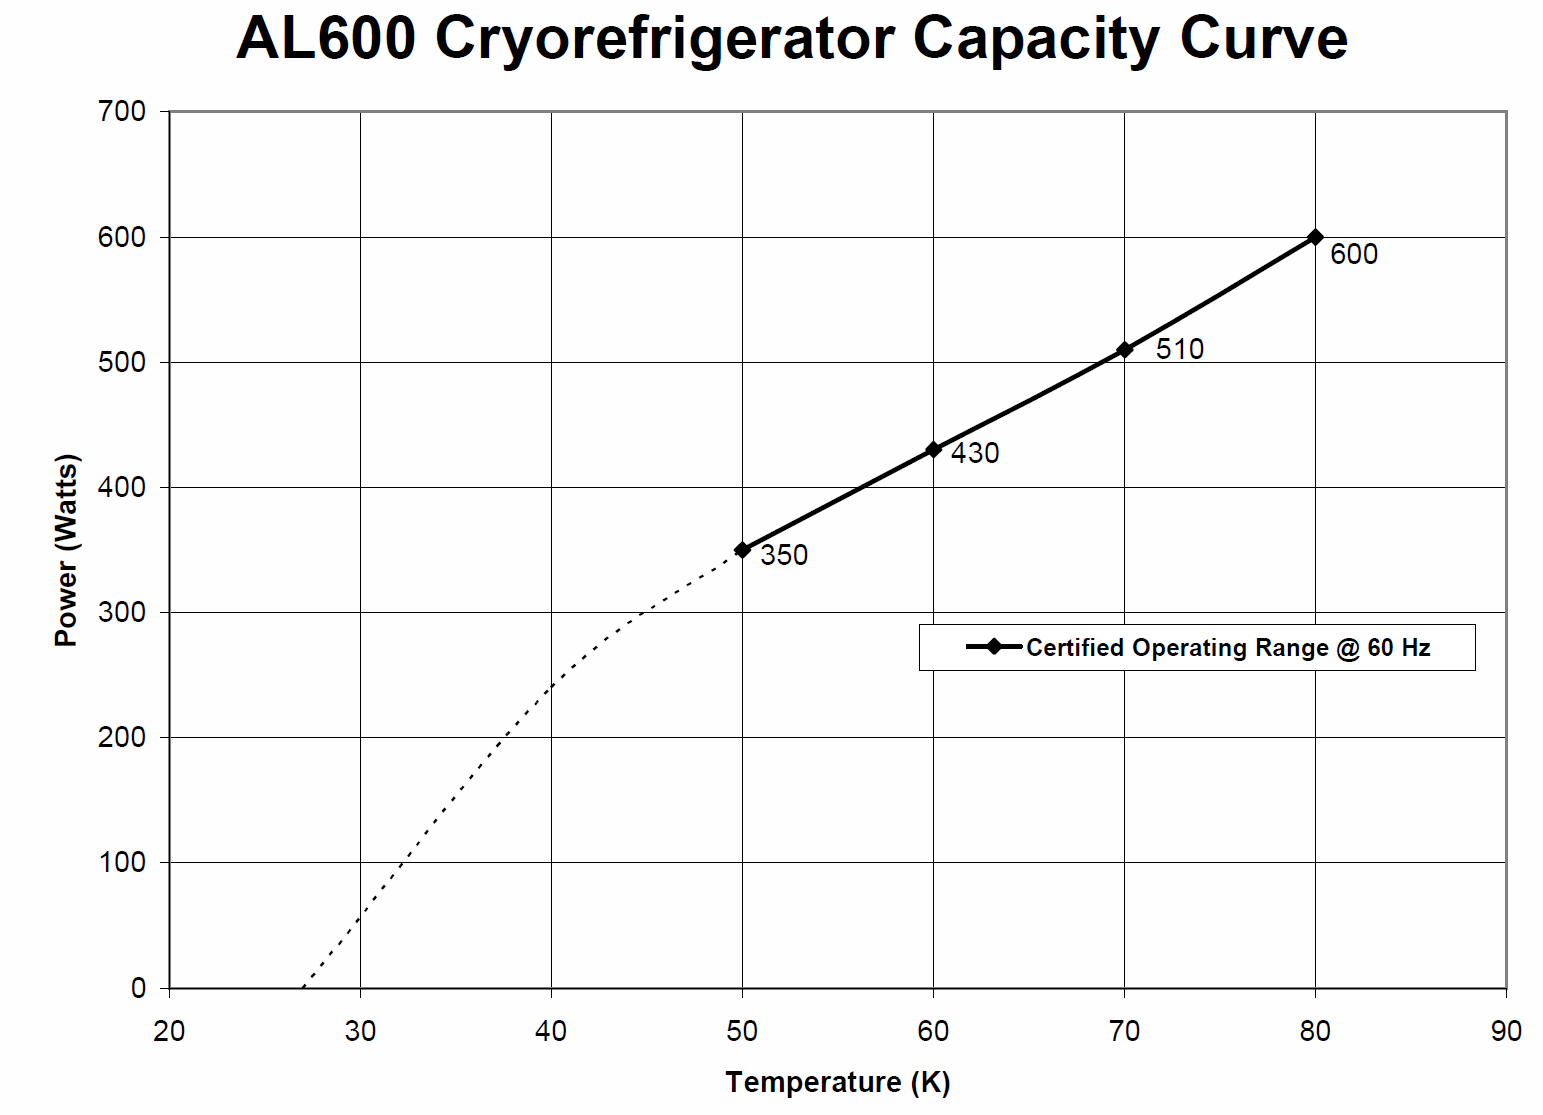 AL600 Cryorefrigerator Capacity Curve
700
600
500
400
300
200
100
0
Power (Watts)
600
510
430
350
Certified Operating Range @ 60 Hz
20 30 40 50 60 70 80 90
Temperature (K)